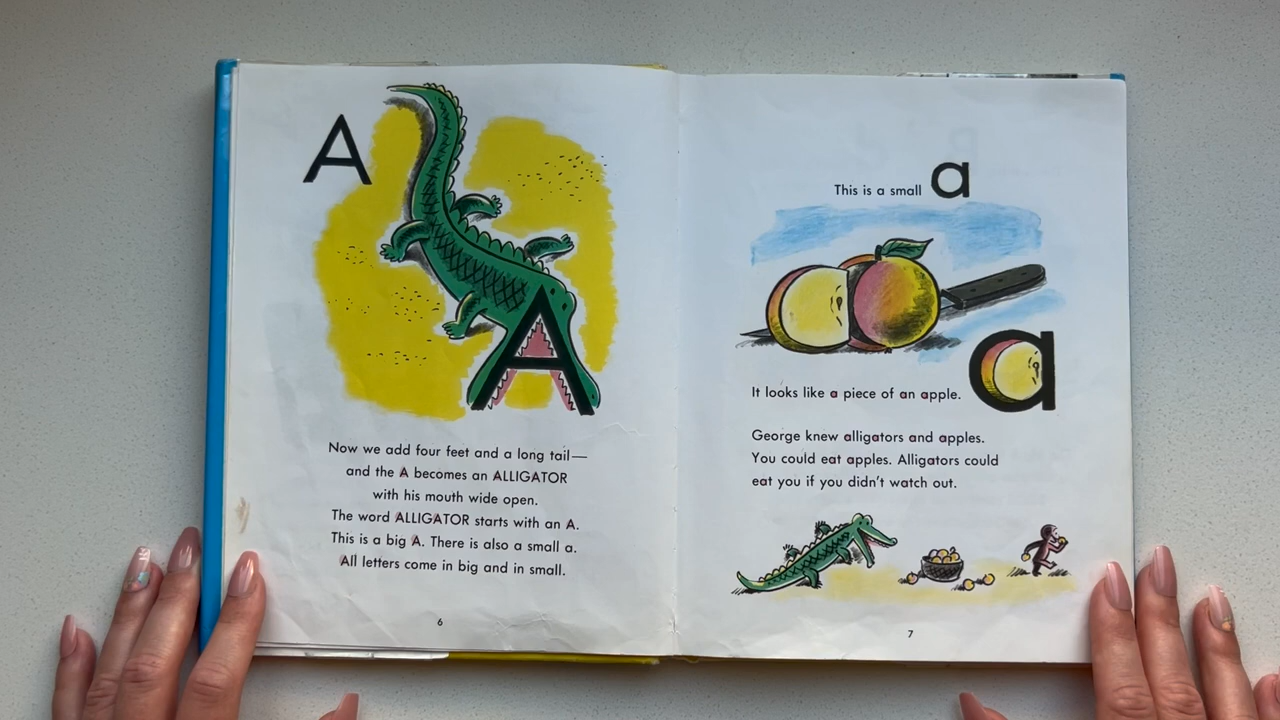 A
A
Now we add four feet and a long tail—
and the A becomes an ALLIGATOR
with his mouth wide open.
The word ALLIGATOR starts with an A.
This is a big A. There is also a small a.
All letters come in big and in small.
6
This is a small a
a
It looks like a piece of an apple.
George knew alligators and apples.
You could eat apples. Alligators could
eat you if you didn't watch out.
7